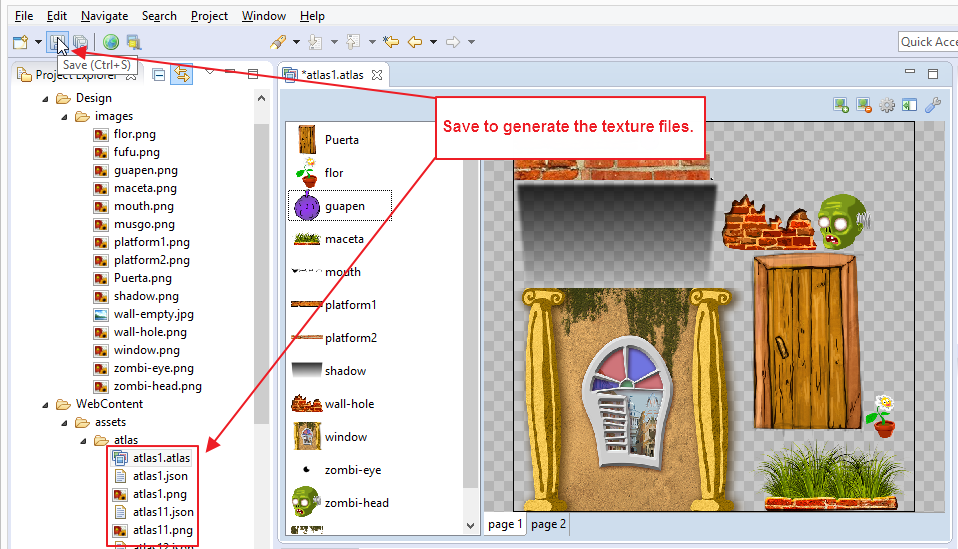 File Edit Navigate Search Project Window Help
Quick Acce
Save (Ctrl+S)
Project Explorer
*atlas1.atlas
Design
images
flor.png
fufu.png
guapen.png
maceta.png
mouth.png
musgo.png
platform1.png
platform2.png
Puerta.png
shadow.png
wall-empty.jpg
wall-hole.png
window.png
zombi-eye.png
zombi-head.png
WebContent
assets
atlas
atlas1.atlas
atlas1.json
atlas1.png
atlas11.json
atlas11.png
atlas12.json
Puerta
flor
guapen
maceta
mouth
platform1
platform2
shadow
wall-hole
window
zombi-eye
zombi-head
Save to generate the texture files.
page 1 page 2